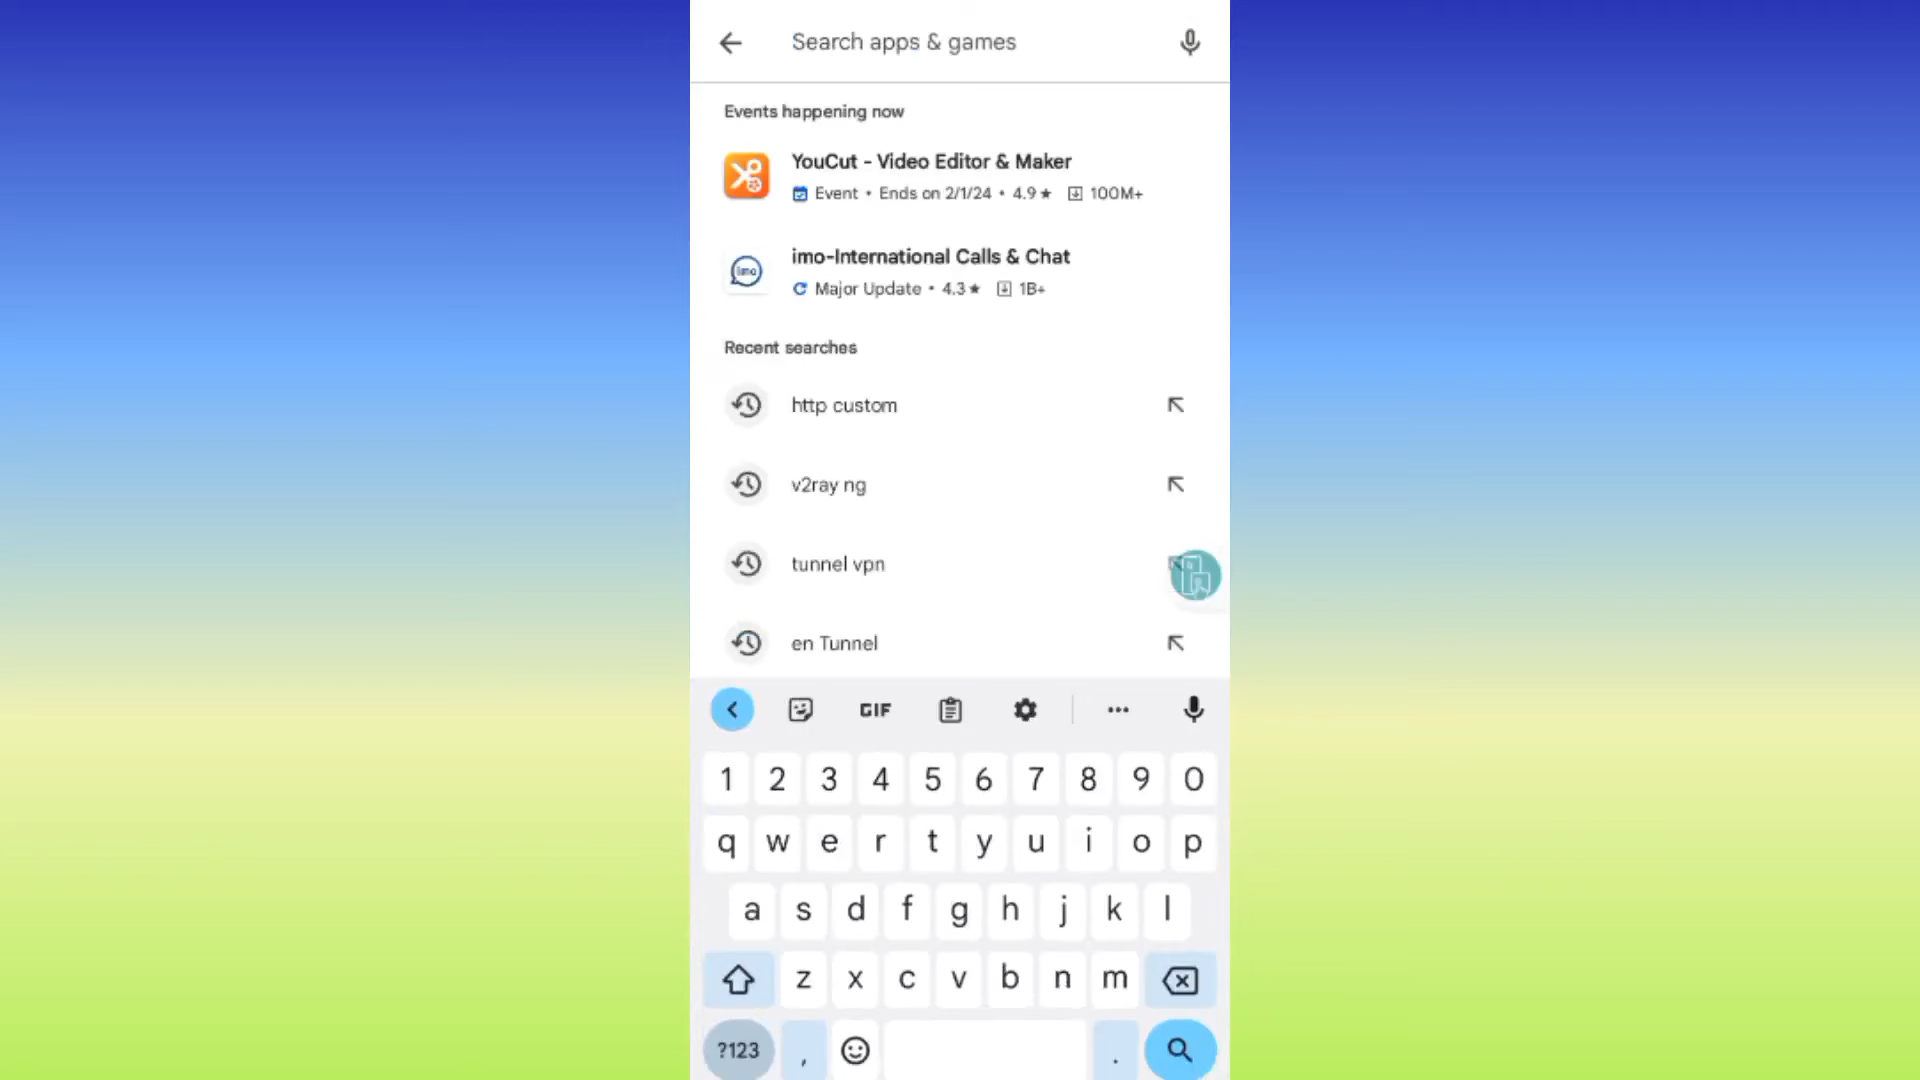 Search apps & games
Events happening now
YouCut - Video Editor & Maker
Event • Ends on 2/1/24 • 4.9★ 100M+
imo
imo-International Calls & Chat
Major Update • 4.3★ 1B+
Recent searches
http custom
v2ray ng
tunnel vpn
en Tunnel
GIF ...
1 2 3 4 5 6 7 8 9 0
q w e r t y u i o p
a s d f g h j k l
z x c v b n m
?123 , .